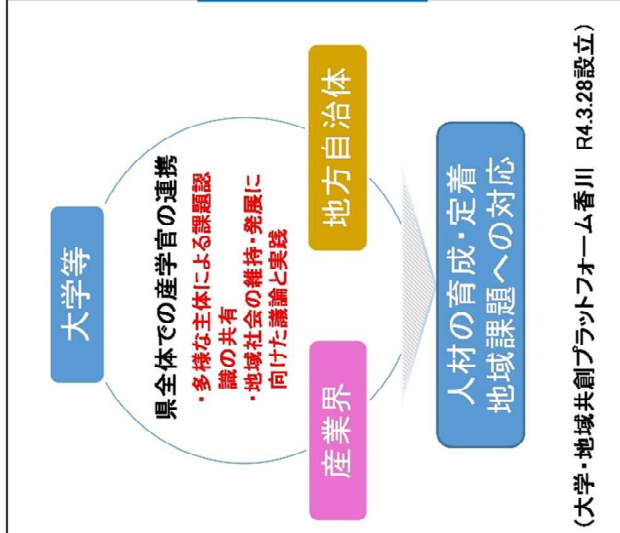 大学等
県全体での産学官の連携
・多様な主体による課題認
識の共有
・地域社会の維持・発展に
向けた議論と実践
産業界
地方自治体
人材の育成・定着
地域課題への対応
（大学・地域共創プラットフォーム香川　R4.3.28設立）